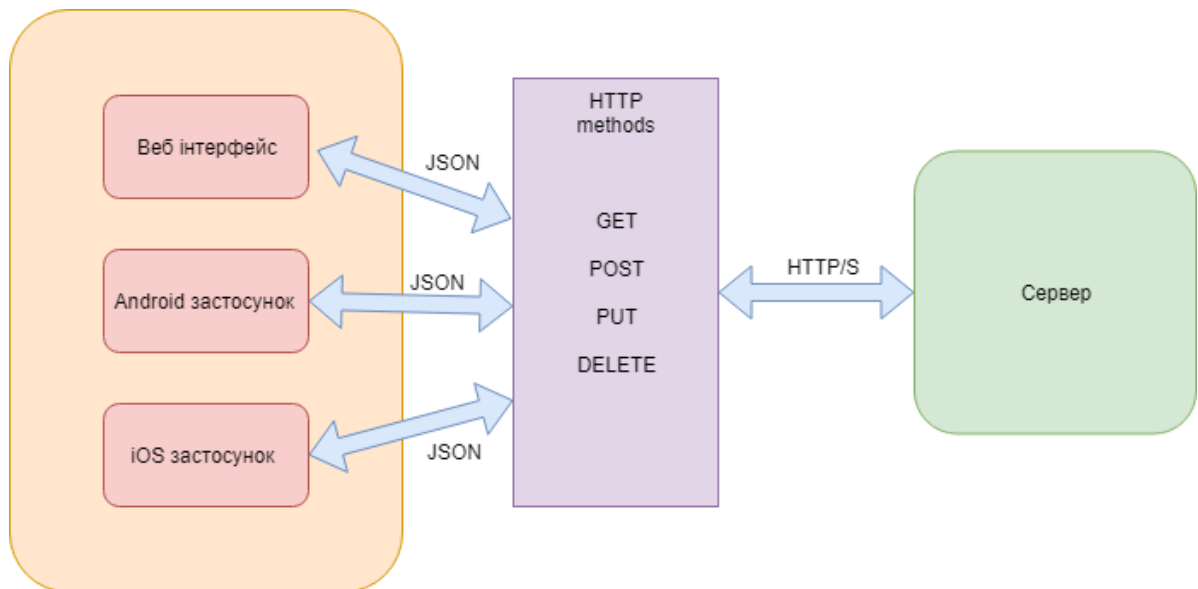 Веб інтерфейс
JSON
Android застосунок
JSON
iOS застосунок
JSON
HTTP
methods
GET
POST
PUT
DELETE
HTTP/S
Сервер